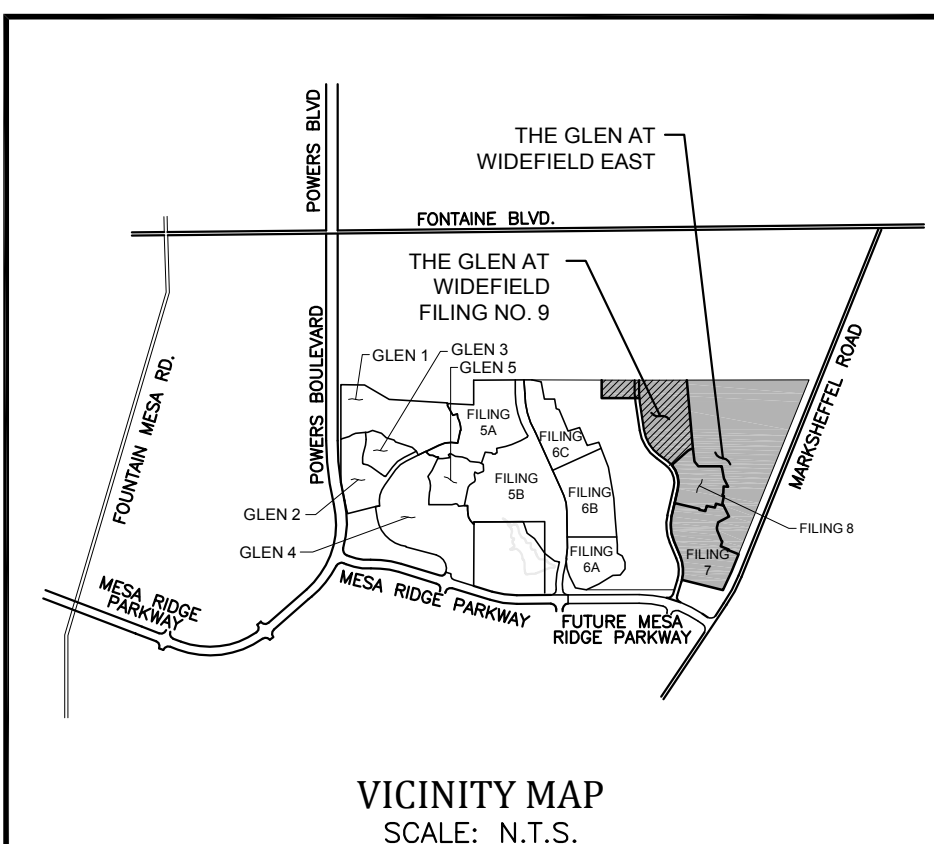 POWERS BLVD
THE GLEN AT
WIDEFIELD EAST
FONTAINE BLVD.
THE GLEN AT
WIDEFIELD
FILING NO. 9
FOUNTAIN MESA RD.
POWERS BOULEVARD
MARKSHEFFEL ROAD
GLEN 1
GLEN 3
GLEN 5
FILING
5A
FILING
6C
FILING
5B
FILING
6B
GLEN 2
GLEN 4
FILING 8
FILING
6A
FILING
7
MESA RIDGE
PARKWAY
MESA RIDGE PARKWAY
FUTURE MESA
RIDGE PARKWAY
VICINITY MAP
SCALE: N.T.S.